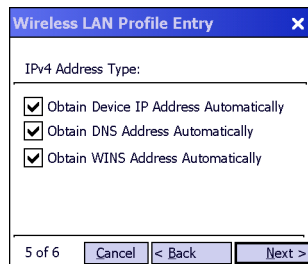 Wireless LAN Profile Entry X
IPv4 Address Type:
Obtain Device IP Address Automatically
Obtain DNS Address Automatically
Obtain WINS Address Automatically
5 of 6 Cancel < Back Next >